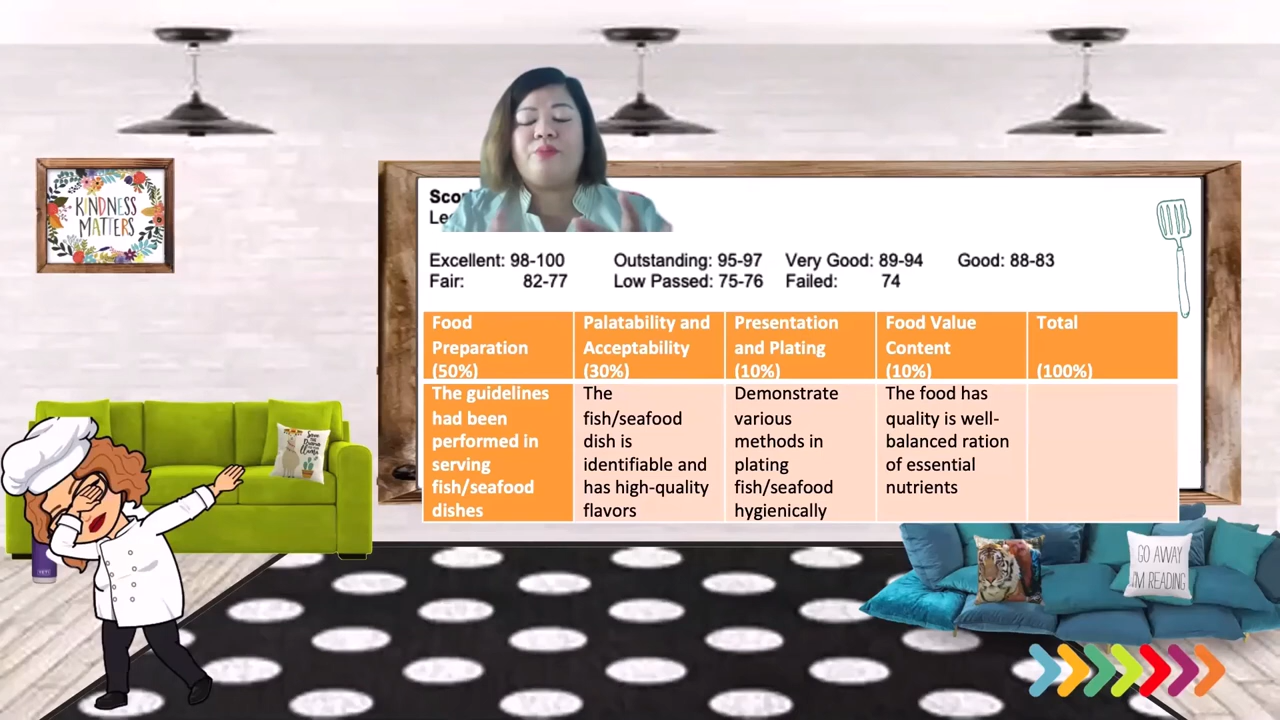 KINDNESS
MATTERS
Excellent: 98-100 Outstanding: 95-97 Very Good: 89-94 Good: 88-83
Fair: 82-77 Low Passed: 75-76 Failed: 74
Food
Preparation
(50%)
Palatability and
Acceptability
(30%)
Presentation
and Plating
(10%)
Food Value
Content
(10%)
Total
(100%)
The guidelines
had been
performed in
serving
fish/seafood
dishes
The
fish/seafood
dish is
identifiable and
has high-quality
flavors
Demonstrate
various
methods in
plating
fish/seafood
hygienically
The food has
quality is well-
balanced ration
of essential
nutrients
GO AWAY
I'M READING